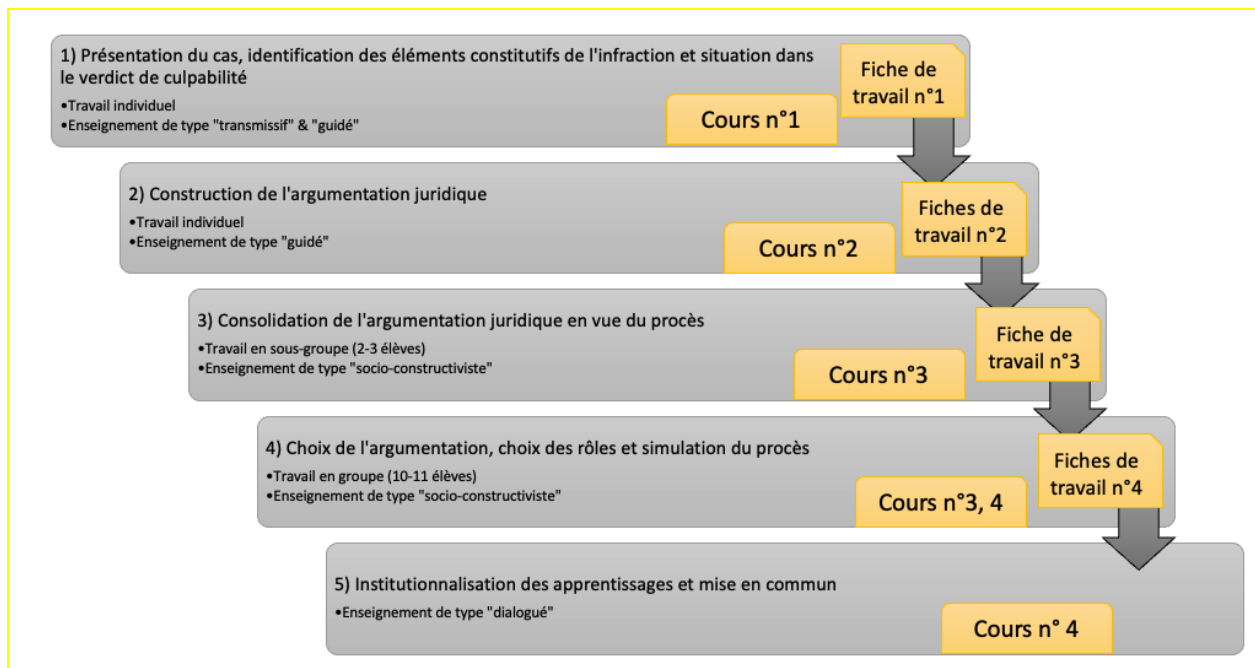 1) Présentation du cas, identification des éléments constitutifs de l'infraction et situation dans
le verdict de culpabilité
•Travail individuel
•Enseignement de type "transmissif" & "guidé"
Cours n°1
Fiche de
travail n°1
2) Construction de l'argumentation juridique
•Travail individuel
•Enseignement de type "guidé"
Cours n°2
Fiches de
travail n°2
3) Consolidation de l'argumentation juridique en vue du procès
•Travail en sous-groupe (2-3 élèves)
•Enseignement de type "socio-constructiviste"
Cours n°3
Fiche de
travail n°3
4) Choix de l'argumentation, choix des rôles et simulation du procès
•Travail en groupe (10-11 élèves)
•Enseignement de type "socio-constructiviste"
Cours n°3, 4
Fiches de
travail n°4
5) Institutionnalisation des apprentissages et mise en commun
•Enseignement de type "dialogué"
Cours n° 4